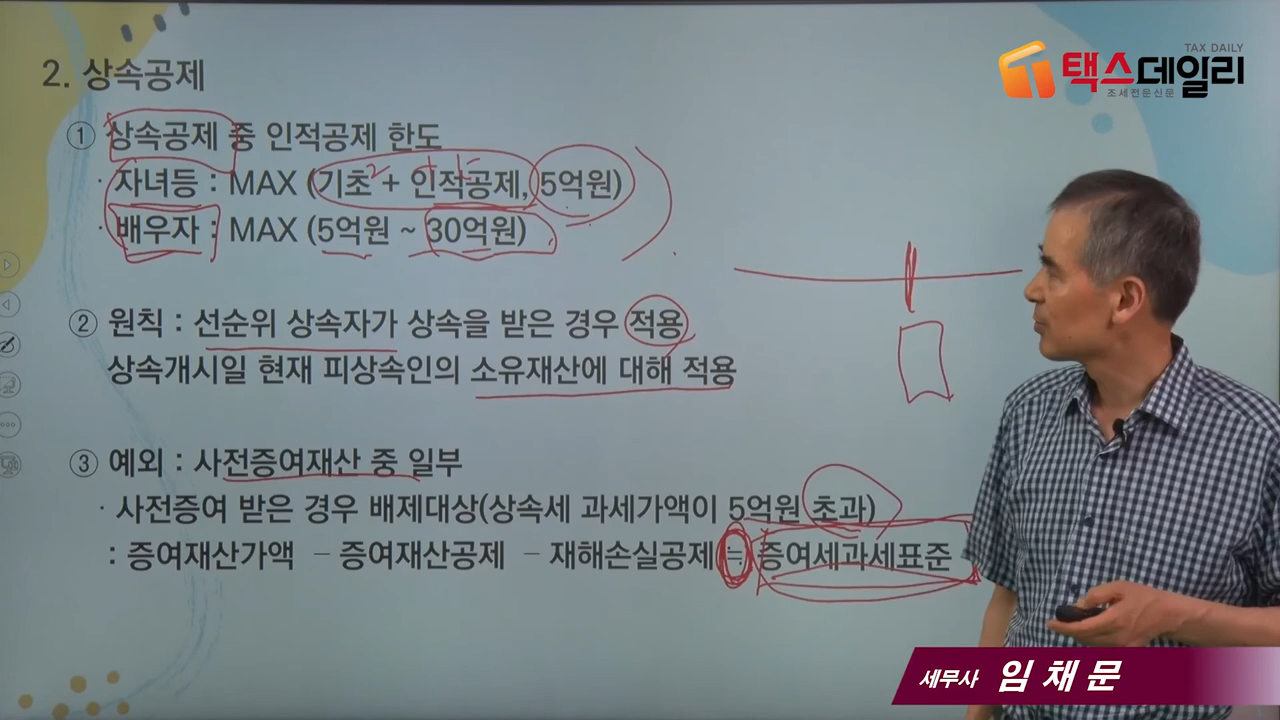 TAX DAILY
택스데일리
조세전문신문
2. 상속공제
① 상속공제 중 인적공제 한도
· 자녀등 : MAX (기초 + 인적공제, 5억원)
2
· 배우자 : MAX (5억원 ~ 30억원)
② 원칙 : 선순위 상속자가 상속을 받은 경우 적용
상속개시일 현재 피상속인의 소유재산에 대해 적용
③ 예외 : 사전증여재산 중 일부
· 사전증여 받은 경우 배제대상(상속세 과세가액이 5억원 초과)
: 증여재산가액 – 증여재산공제 – 재해손실공제 = 증여세과세표준
세무사 임채문